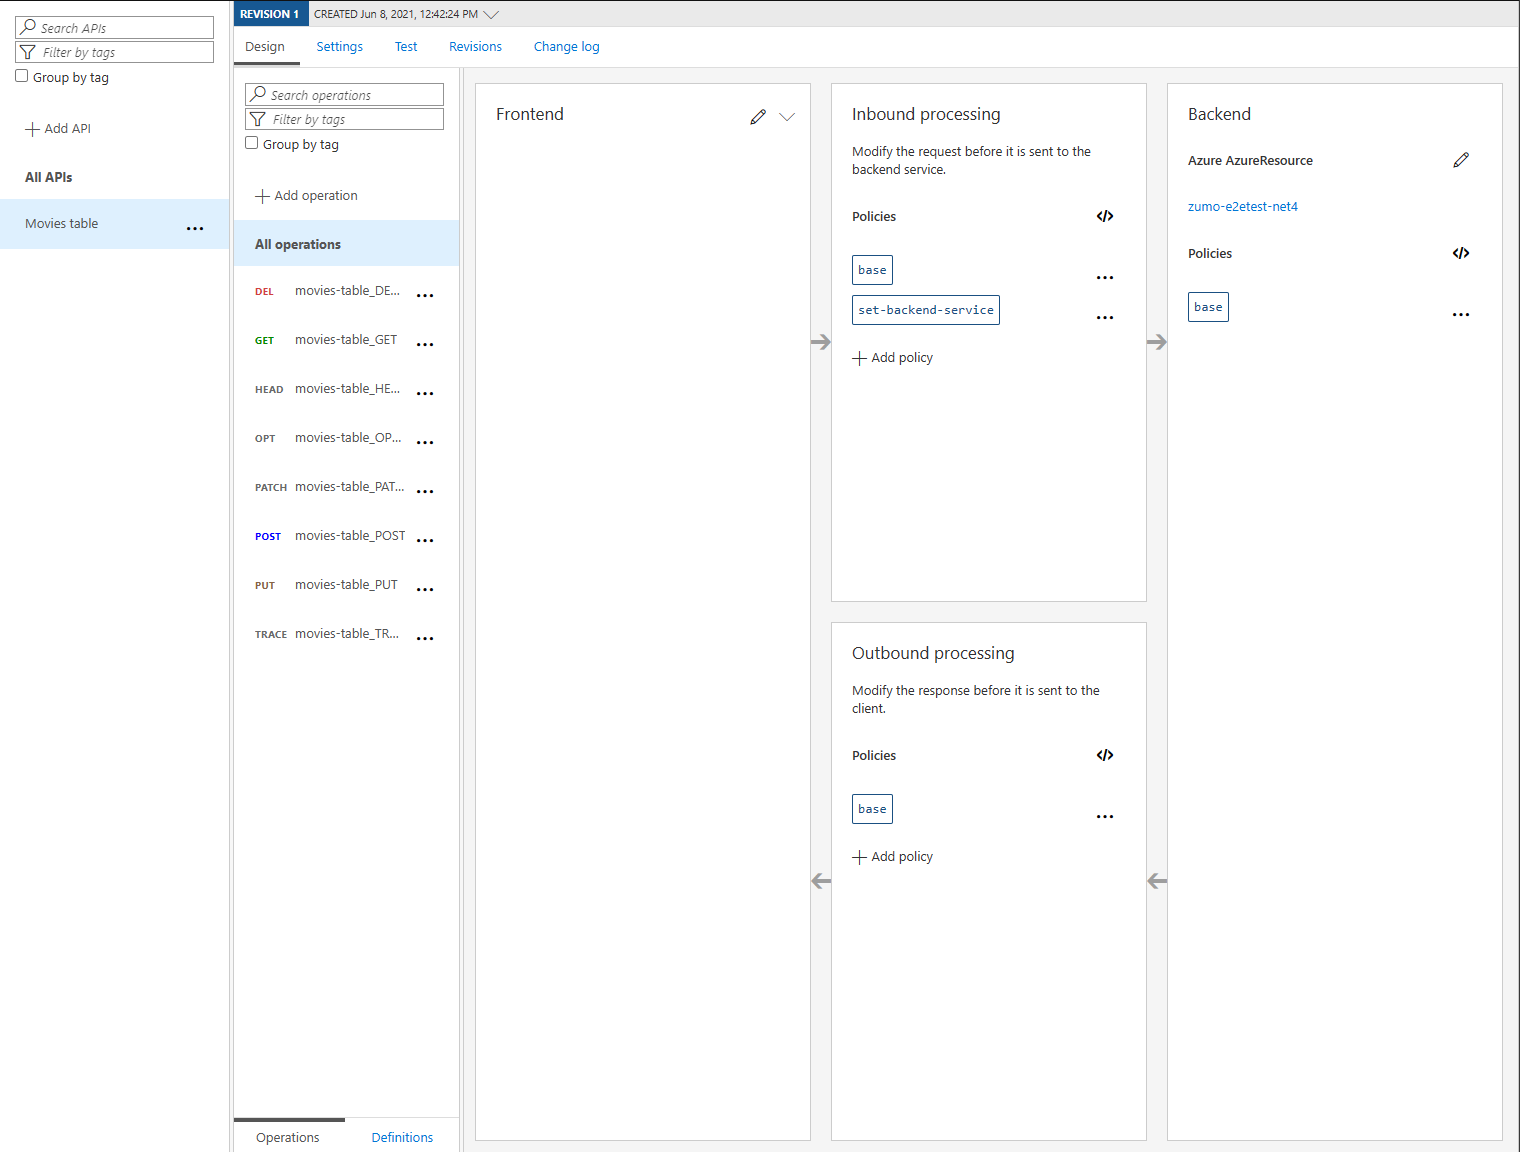 Search APIs
Filter by tags
Group by tag
Add API
All APIs
Movies table
REVISION 1 CREATED Jun 8, 2021, 12:42:24 PM
Design Settings Test Revisions Change log
Search operations
Filter by tags
Group by tag
Add operation
All operations
DEL movies-table_DE...
GET movies-table_GET
HEAD movies-table_HE...
OPT movies-table_OP...
PATCH movies-table_PAT...
POST movies-table_POST
PUT movies-table_PUT
TRACE movies-table_TR...
Operations Definitions
Frontend
Inbound processing
Modify the request before it is sent to the
backend service.
Policies </>
base
set-backend-service
Add policy
Outbound processing
Modify the response before it is sent to the
client.
Policies </>
base
Add policy
Backend
Azure AzureResource
zumo-e2etest-net4
Policies </>
base